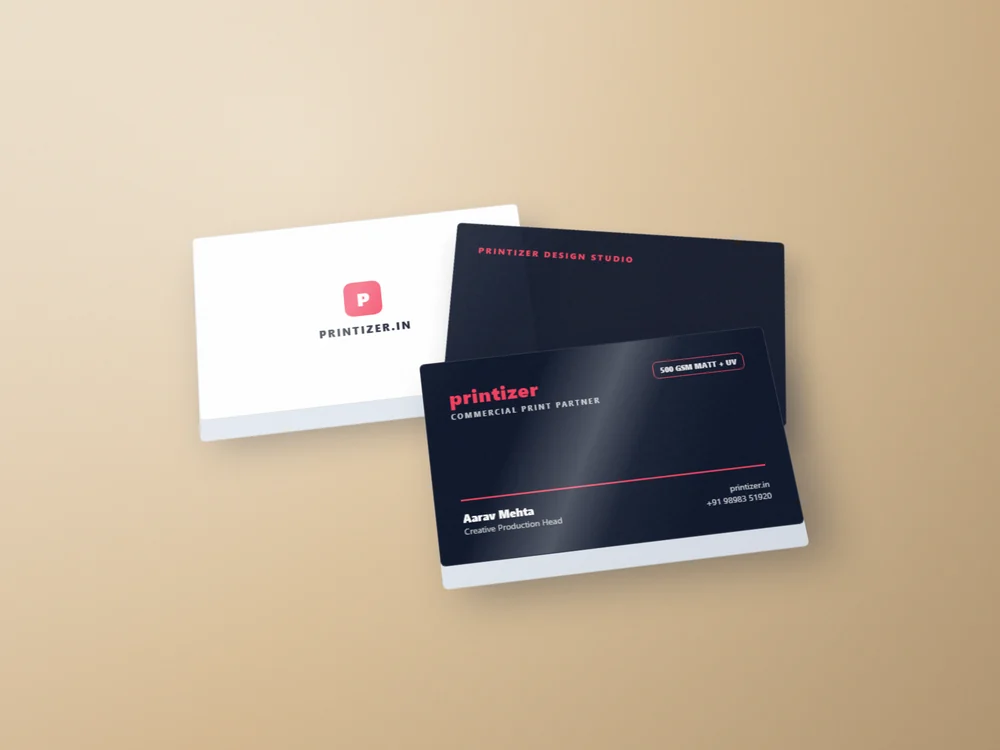 P
PRINTIZER.IN
PRINTIZER DESIGN STUDIO
printizer
COMMERCIAL PRINT PARTNER
500 GSM MATT + UV
Aarav Mehta
Creative Production Head
printizer.in
+91 98983 51920